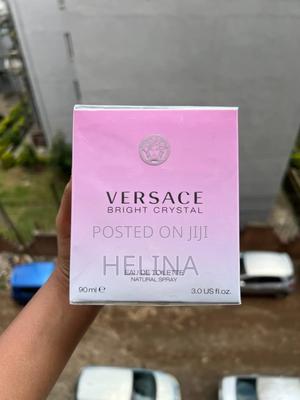 VERSACE
BRIGHT CRYSTAL
POSTED ON JIJI
HELINA
EAU DE TOILETTE
NATURAL SPRAY
90 ml ℮ 3.0 US fl.oz.